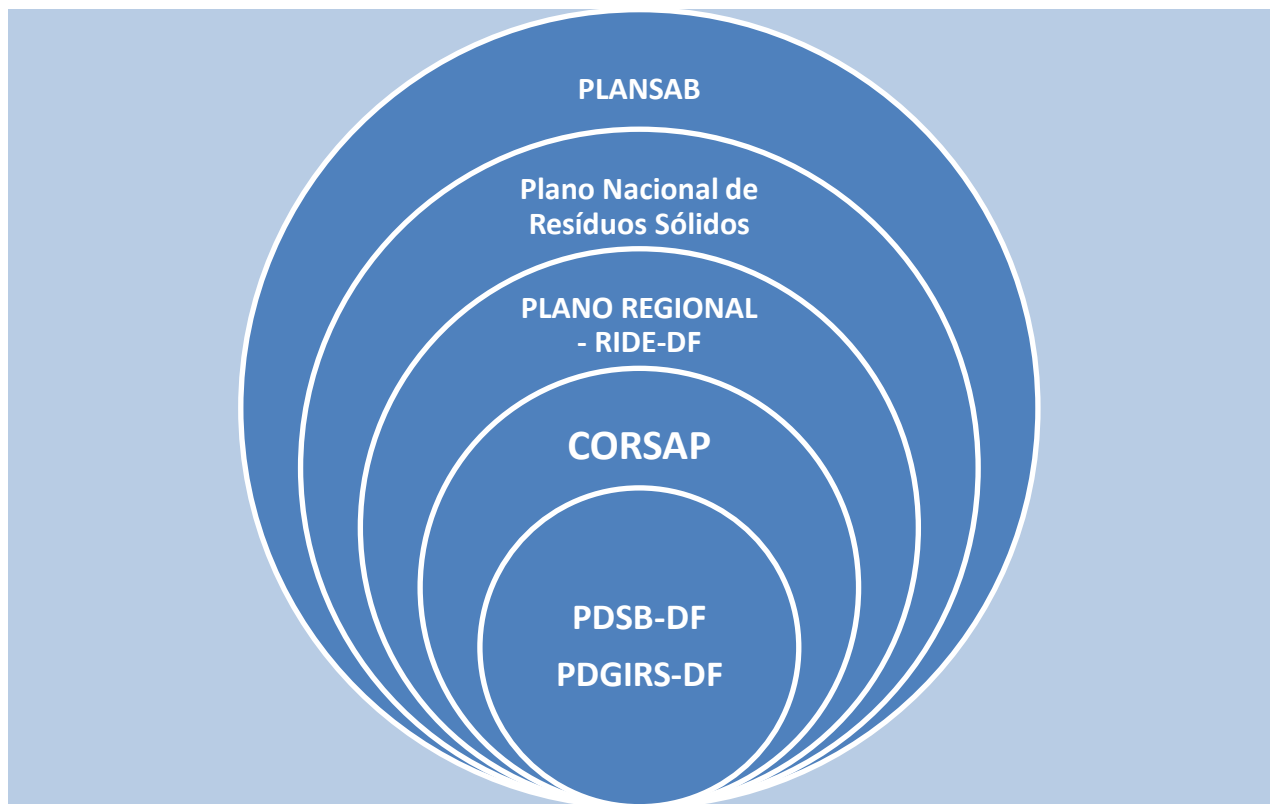 PLANSAB
Plano Nacional de
Resíduos Sólidos
PLANO REGIONAL
- RIDE-DF
CORSAP
PDSB-DF
PDGIRS-DF